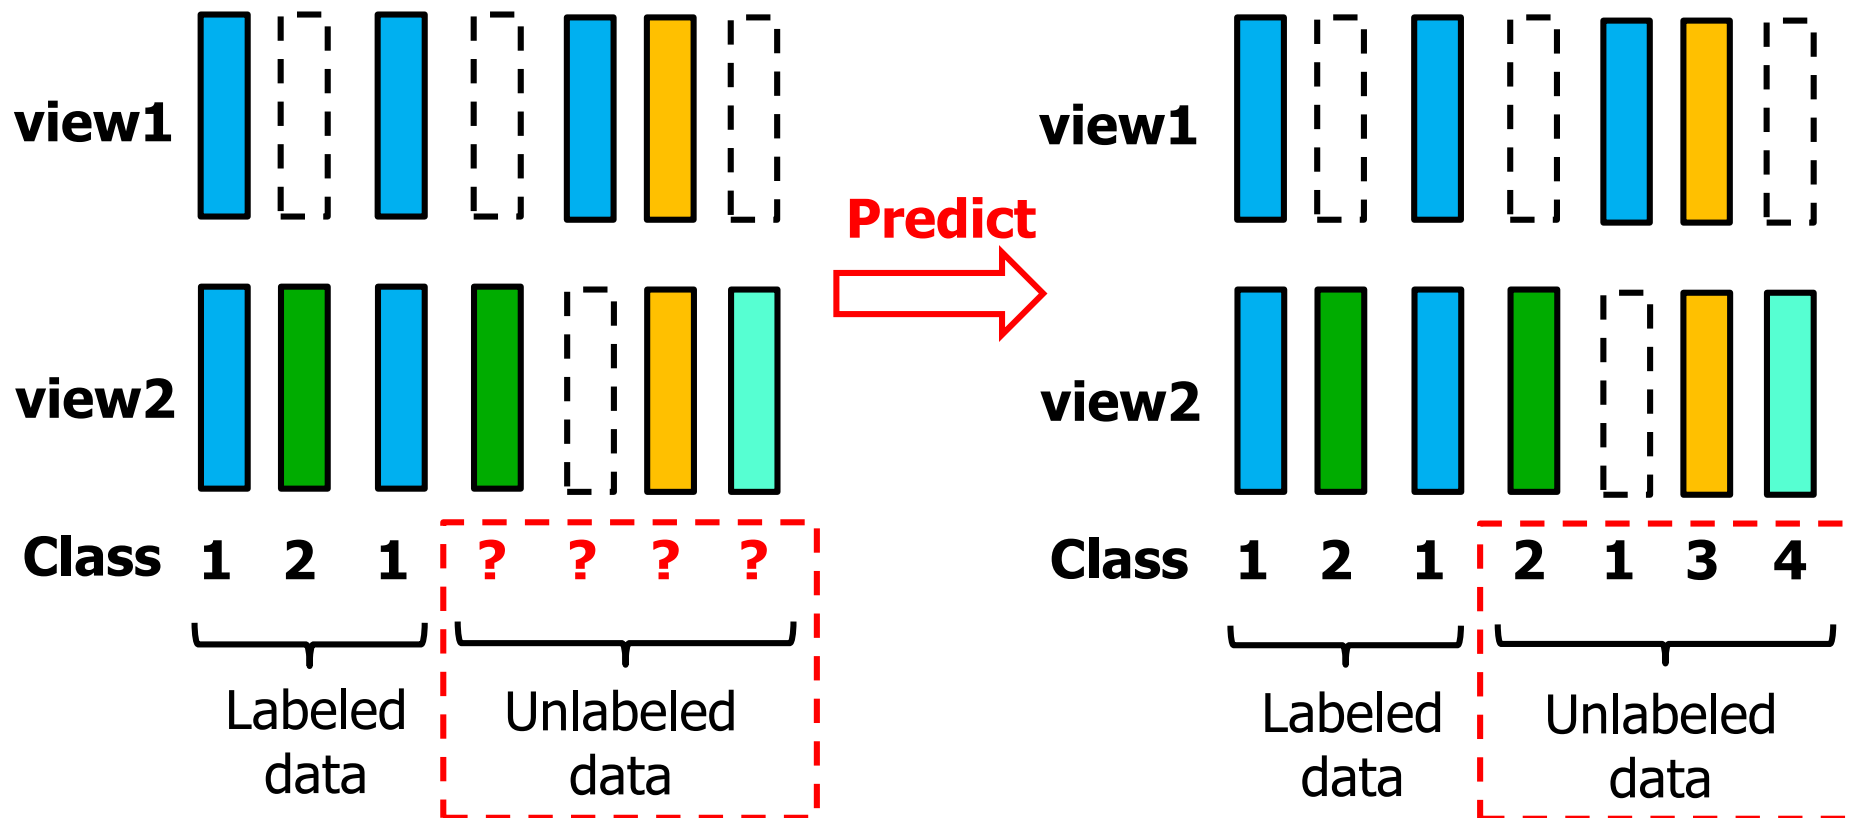 view1
view2
Class 1 2 1 ? ? ? ?
Labeled
data
Unlabeled
data
Predict
view1
view2
Class 1 2 1 2 1 3 4
Labeled
data
Unlabeled
data